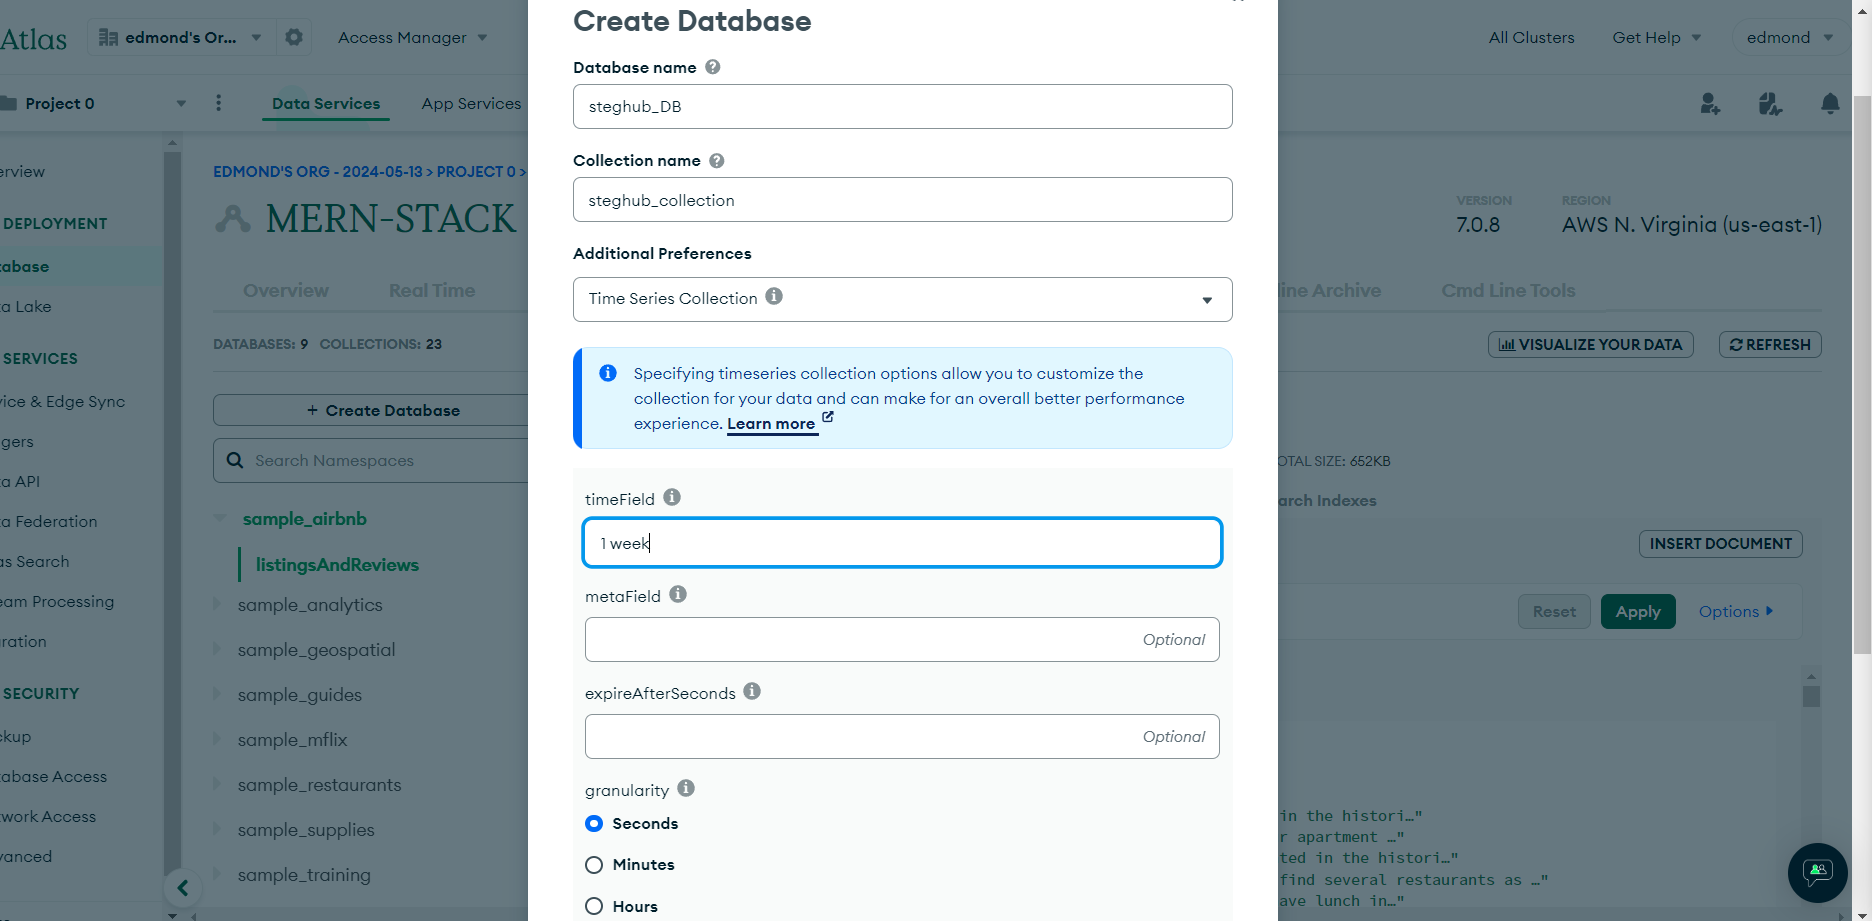 Atlas
edmond's Or...
Access Manager
All Clusters
Get Help
edmond
Project 0
Data Services
App Services
Create Database
Database name
steghub_DB
Collection name
steghub_collection
Additional Preferences
Time Series Collection
Specifying timeseries collection options allow you to customize the
collection for your data and can make for an overall better performance
experience. Learn more
timeField
1 week
metaField
Optional
expireAfterSeconds
Optional
granularity
Seconds
Minutes
Hours
erview
DEPLOYMENT
tabase
a Lake
SERVICES
vice & Edge Sync
gers
a API
a Federation
as Search
eam Processing
ration
SECURITY
kup
tabase Access
twork Access
vanced
EDMOND'S ORG - 2024-05-13 > PROJECT 0 >
MERN-STACK
Overview
Real Time
DATABASES: 9 COLLECTIONS: 23
+ Create Database
Search Namespaces
sample_airbnb
listingsAndReviews
sample_analytics
sample_geospatial
sample_guides
sample_mflix
sample_restaurants
sample_supplies
sample_training
VERSION
7.0.8
REGION
AWS N. Virginia (us-east-1)
line Archive
Cmd Line Tools
VISUALIZE YOUR DATA
REFRESH
OTAL SIZE: 652KB
arch Indexes
INSERT DOCUMENT
Reset
Apply
Options
in the histori…"
r apartment …"
ted in the histori…"
find several restaurants as …"
ave lunch in…"